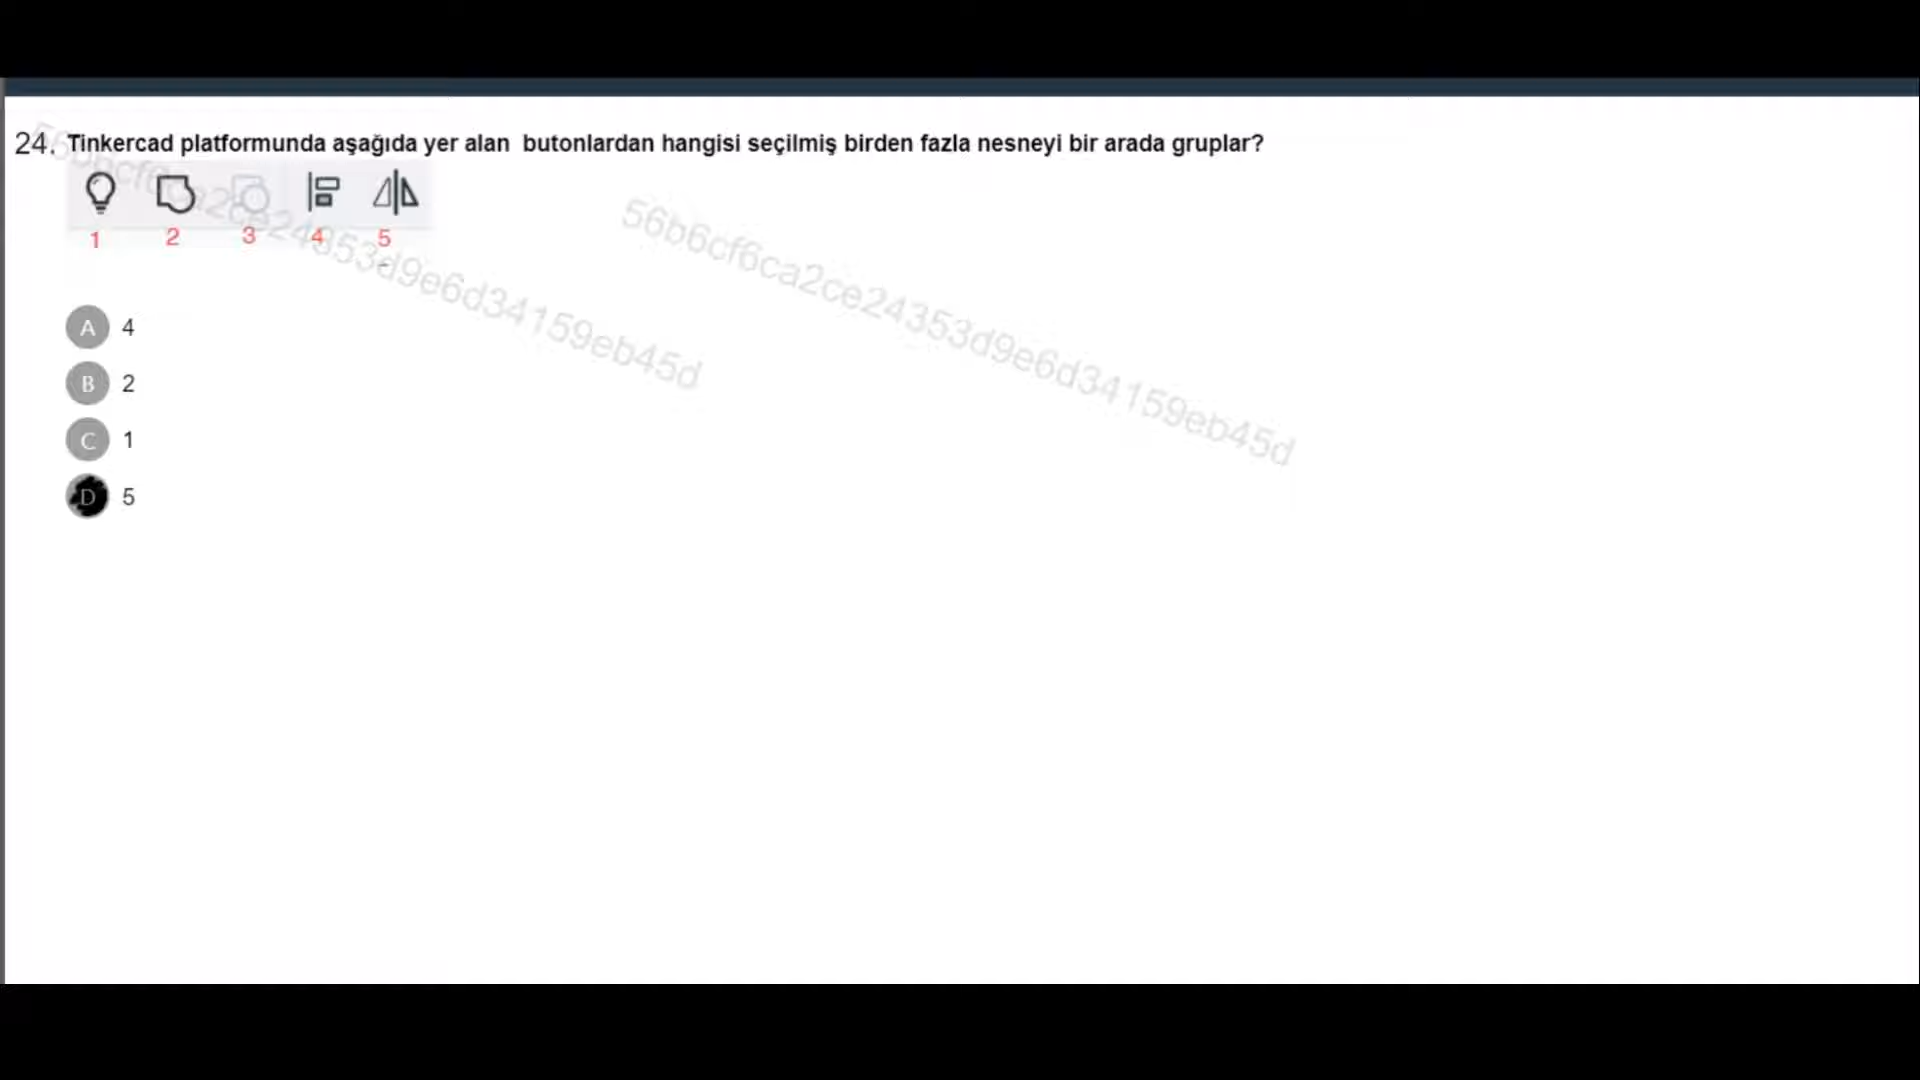 24. Tinkercad platformunda aşağıda yer alan butonlardan hangisi seçilmiş birden fazla nesneyi bir arada gruplar?
1 2 3 4 5
A 4
B 2
C 1
D 5
56b6cf6ca2ce24353d9e6d34159eb45d
56b6cf6ca2ce24353d9e6d34159eb45d